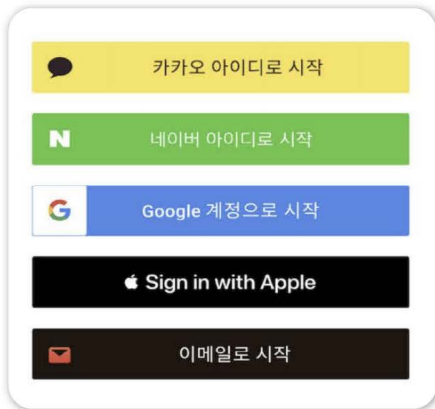 카카오 아이디로 시작
N 네이버 아이디로 시작
G Google 계정으로 시작
Sign in with Apple
이메일로 시작